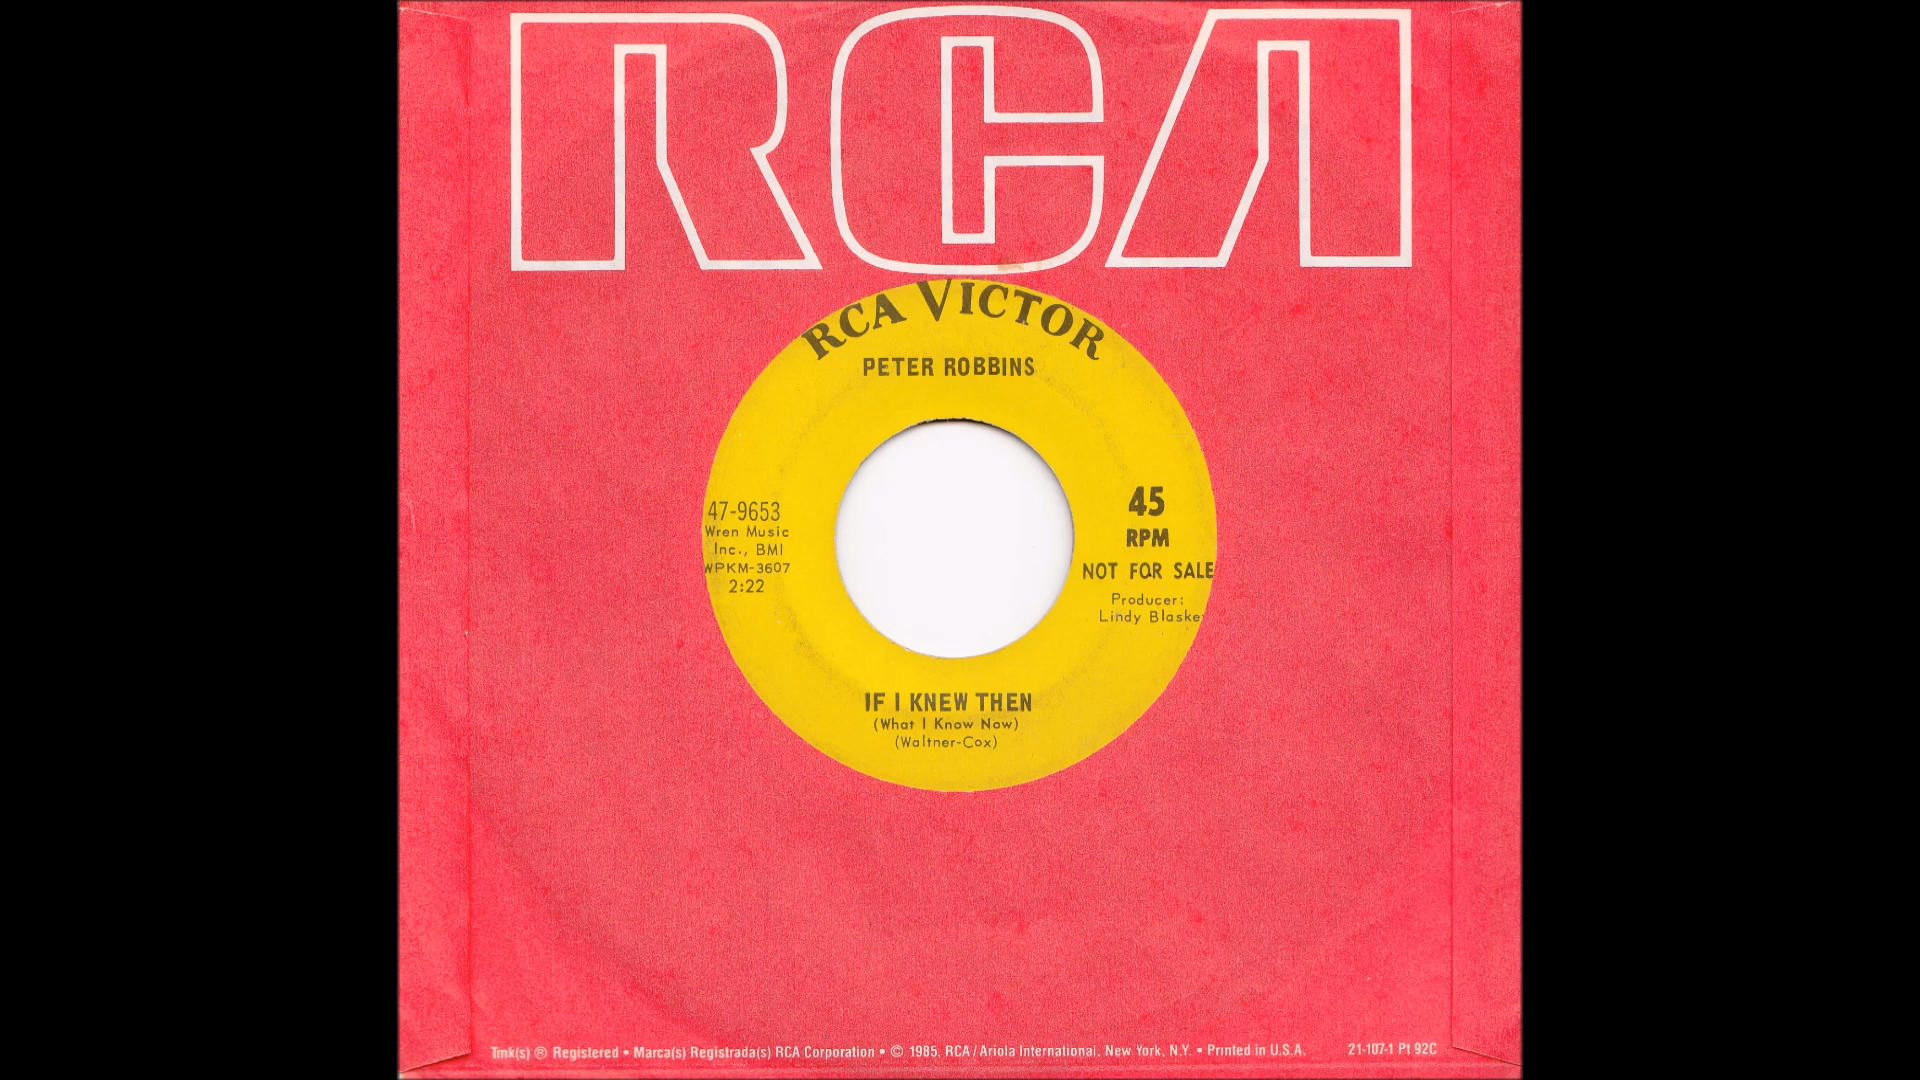 RCA
RCA VICTOR
PETER ROBBINS
47-9653
Wren Music
Inc., BMI
WPKM-3607
2:22
45
RPM
NOT FOR SALE
Producer:
Lindy Blaske
IF I KNEW THEN
(What I Know Now)
(Waltner-Cox)
Tmk(s) ® Registered • Marca(s) Registrada(s) RCA Corporation • © 1985, RCA/Ariola International, New York, N.Y. • Printed in U.S.A.
21-107-1 Pt 92C